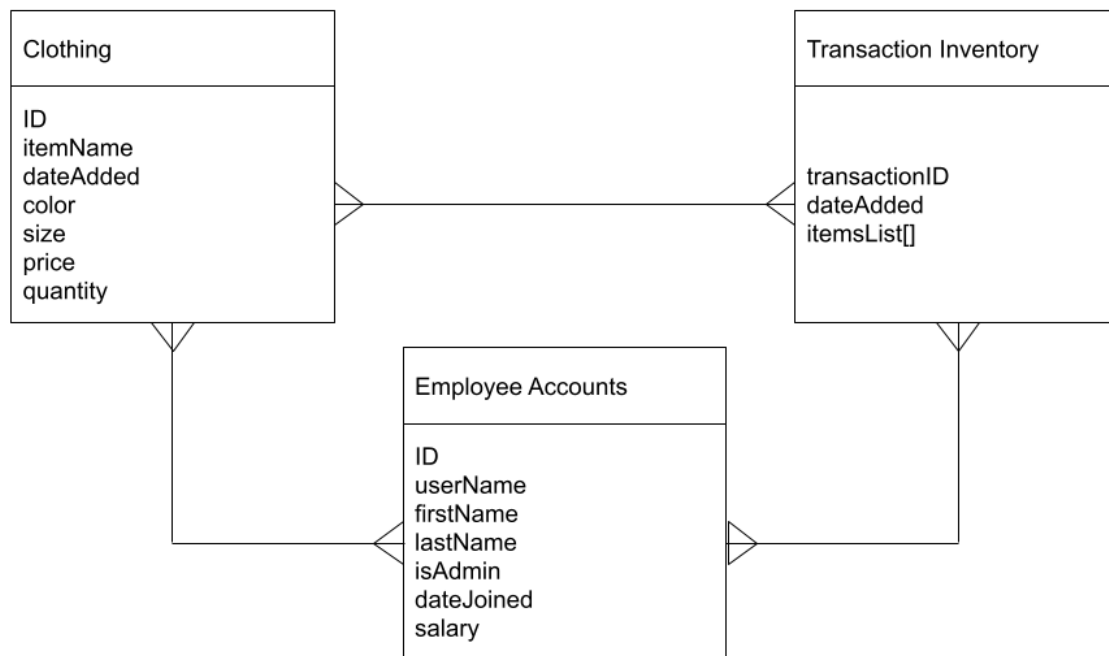 Clothing
ID
itemName
dateAdded
color
size
price
quantity
Transaction Inventory
transactionID
dateAdded
itemsList[]
Employee Accounts
ID
userName
firstName
lastName
isAdmin
dateJoined
salary